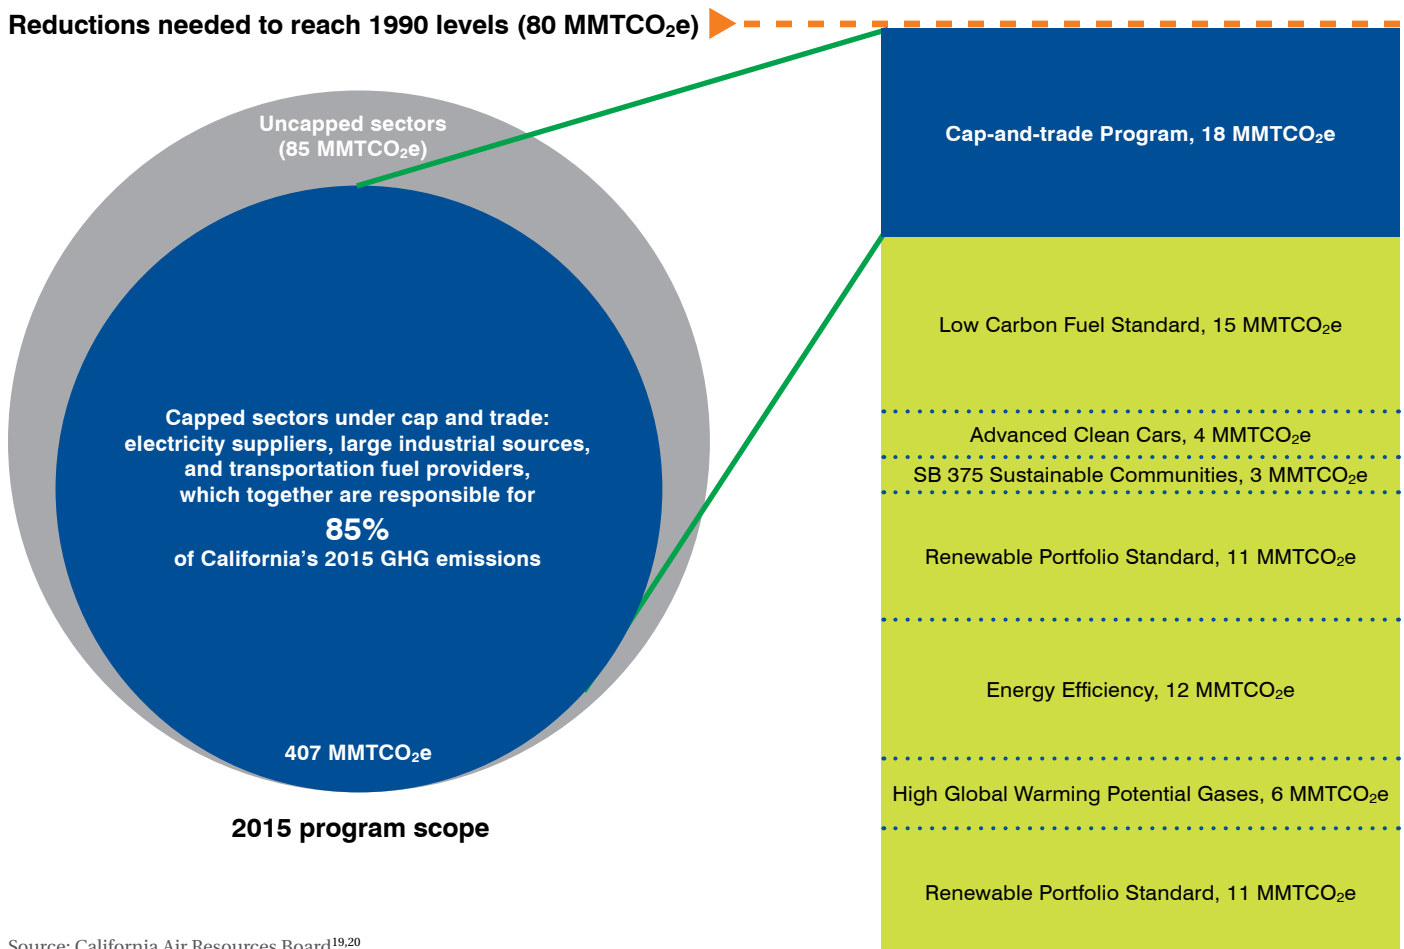 Reductions needed to reach 1990 levels (80 MMTCO₂e)
Uncapped sectors
(85 MMTCO₂e)
Capped sectors under cap and trade:
electricity suppliers, large industrial sources,
and transportation fuel providers,
which together are responsible for
85%
of California’s 2015 GHG emissions
407 MMTCO₂e
2015 program scope
Cap-and-trade Program, 18 MMTCO₂e
Low Carbon Fuel Standard, 15 MMTCO₂e
Advanced Clean Cars, 4 MMTCO₂e
SB 375 Sustainable Communities, 3 MMTCO₂e
Renewable Portfolio Standard, 11 MMTCO₂e
Energy Efficiency, 12 MMTCO₂e
High Global Warming Potential Gases, 6 MMTCO₂e
Renewable Portfolio Standard, 11 MMTCO₂e
Source: California Air Resources Board¹⁹,²⁰